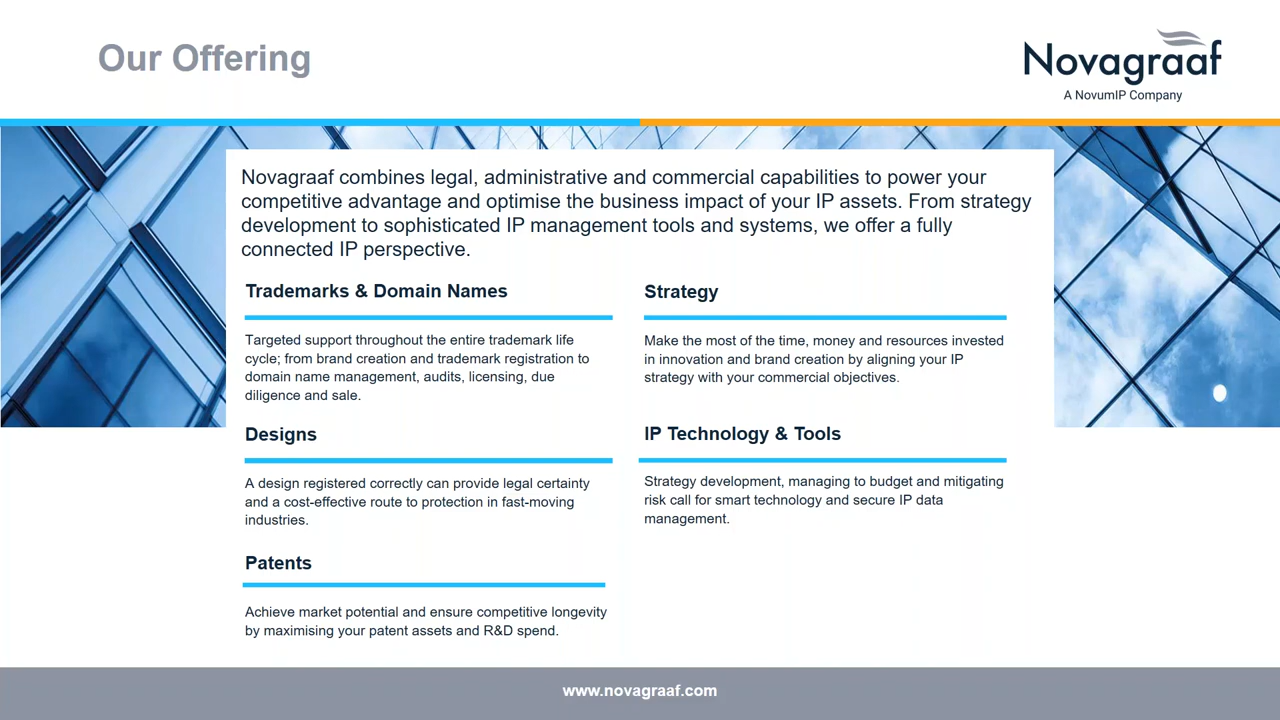 Our Offering
Novagraaf
A NovumIP Company
Novagraaf combines legal, administrative and commercial capabilities to power your
competitive advantage and optimise the business impact of your IP assets. From strategy
development to sophisticated IP management tools and systems, we offer a fully
connected IP perspective.
Trademarks & Domain Names
Targeted support throughout the entire trademark life
cycle; from brand creation and trademark registration to
domain name management, audits, licensing, due
diligence and sale.
Designs
A design registered correctly can provide legal certainty
and a cost-effective route to protection in fast-moving
industries.
Patents
Achieve market potential and ensure competitive longevity
by maximising your patent assets and R&D spend.
Strategy
Make the most of the time, money and resources invested
in innovation and brand creation by aligning your IP
strategy with your commercial objectives.
IP Technology & Tools
Strategy development, managing to budget and mitigating
risk call for smart technology and secure IP data
management.
www.novagraaf.com